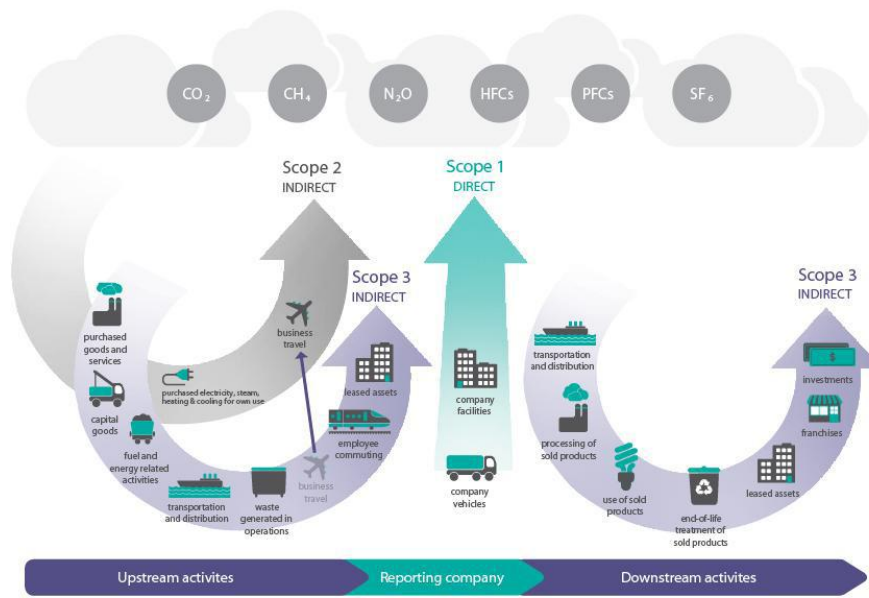 CO₂
CH₄
N₂O
HFCs
PFCs
SF₆
Scope 2
INDIRECT
Scope 1
DIRECT
Scope 3
INDIRECT
Scope 3
INDIRECT
purchased
goods and
services
capital
goods
fuel and
energy related
activities
purchased electricity, steam,
heating & cooling for own use
transportation
and distribution
waste
generated in
operations
business
travel
business
travel
employee
commuting
leased assets
company
facilities
company
vehicles
transportation
and distribution
processing of
sold products
use of sold
products
end-of-life
treatment of
sold products
leased assets
franchises
investments
Upstream activites
Reporting company
Downstream activites